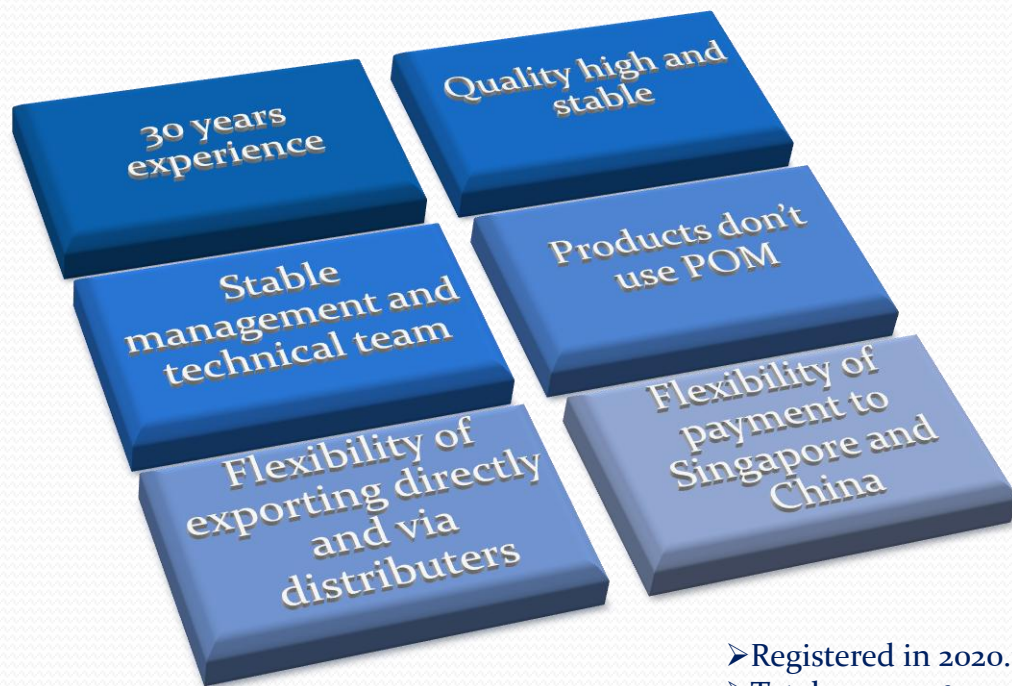 30 years
experience
Quality high and
stable
Stable
management and
technical team
Products don't
use POM
Flexibility of
exporting directly
and via
distributers
Flexibility of
payment to
Singapore and
China
➢Registered in 2020.